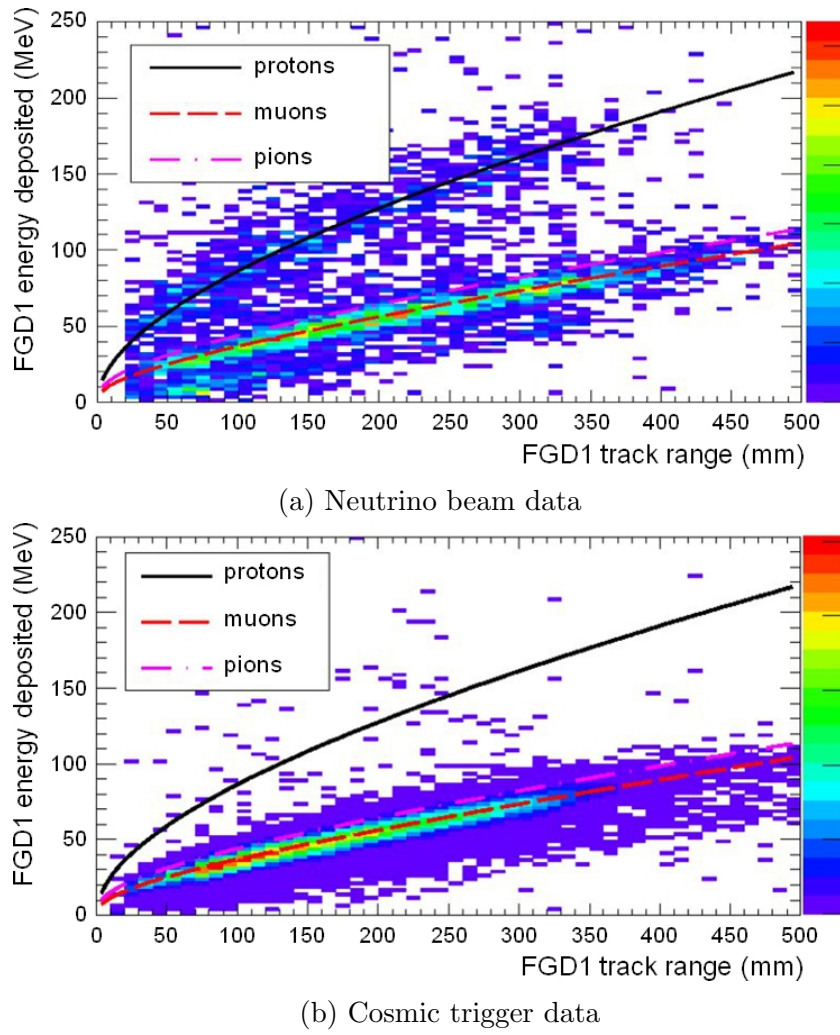 250
200
150
100
50
0
FGD1 energy deposited (MeV)
protons
muons
pions
0 50 100 150 200 250 300 350 400 450 500
FGD1 track range (mm)
(a) Neutrino beam data
250
200
150
100
50
0
FGD1 energy deposited (MeV)
protons
muons
pions
0 50 100 150 200 250 300 350 400 450 500
FGD1 track range (mm)
(b) Cosmic trigger data